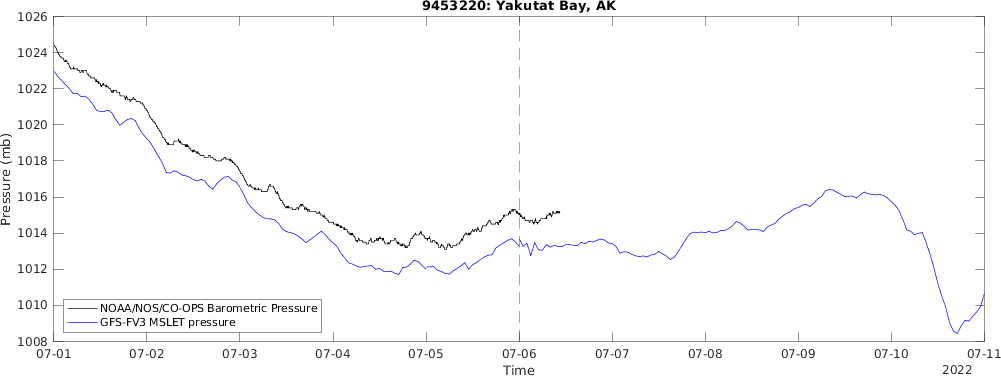 9453220: Yakutat Bay, AK
Pressure (mb)
1026
1024
1022
1020
1018
1016
1014
1012
1010
1008
NOAA/NOS/CO-OPS Barometric Pressure
GFS-FV3 MSLET pressure
07-01 07-02 07-03 07-04 07-05 07-06 07-07 07-08 07-09 07-10 07-11
Time
2022